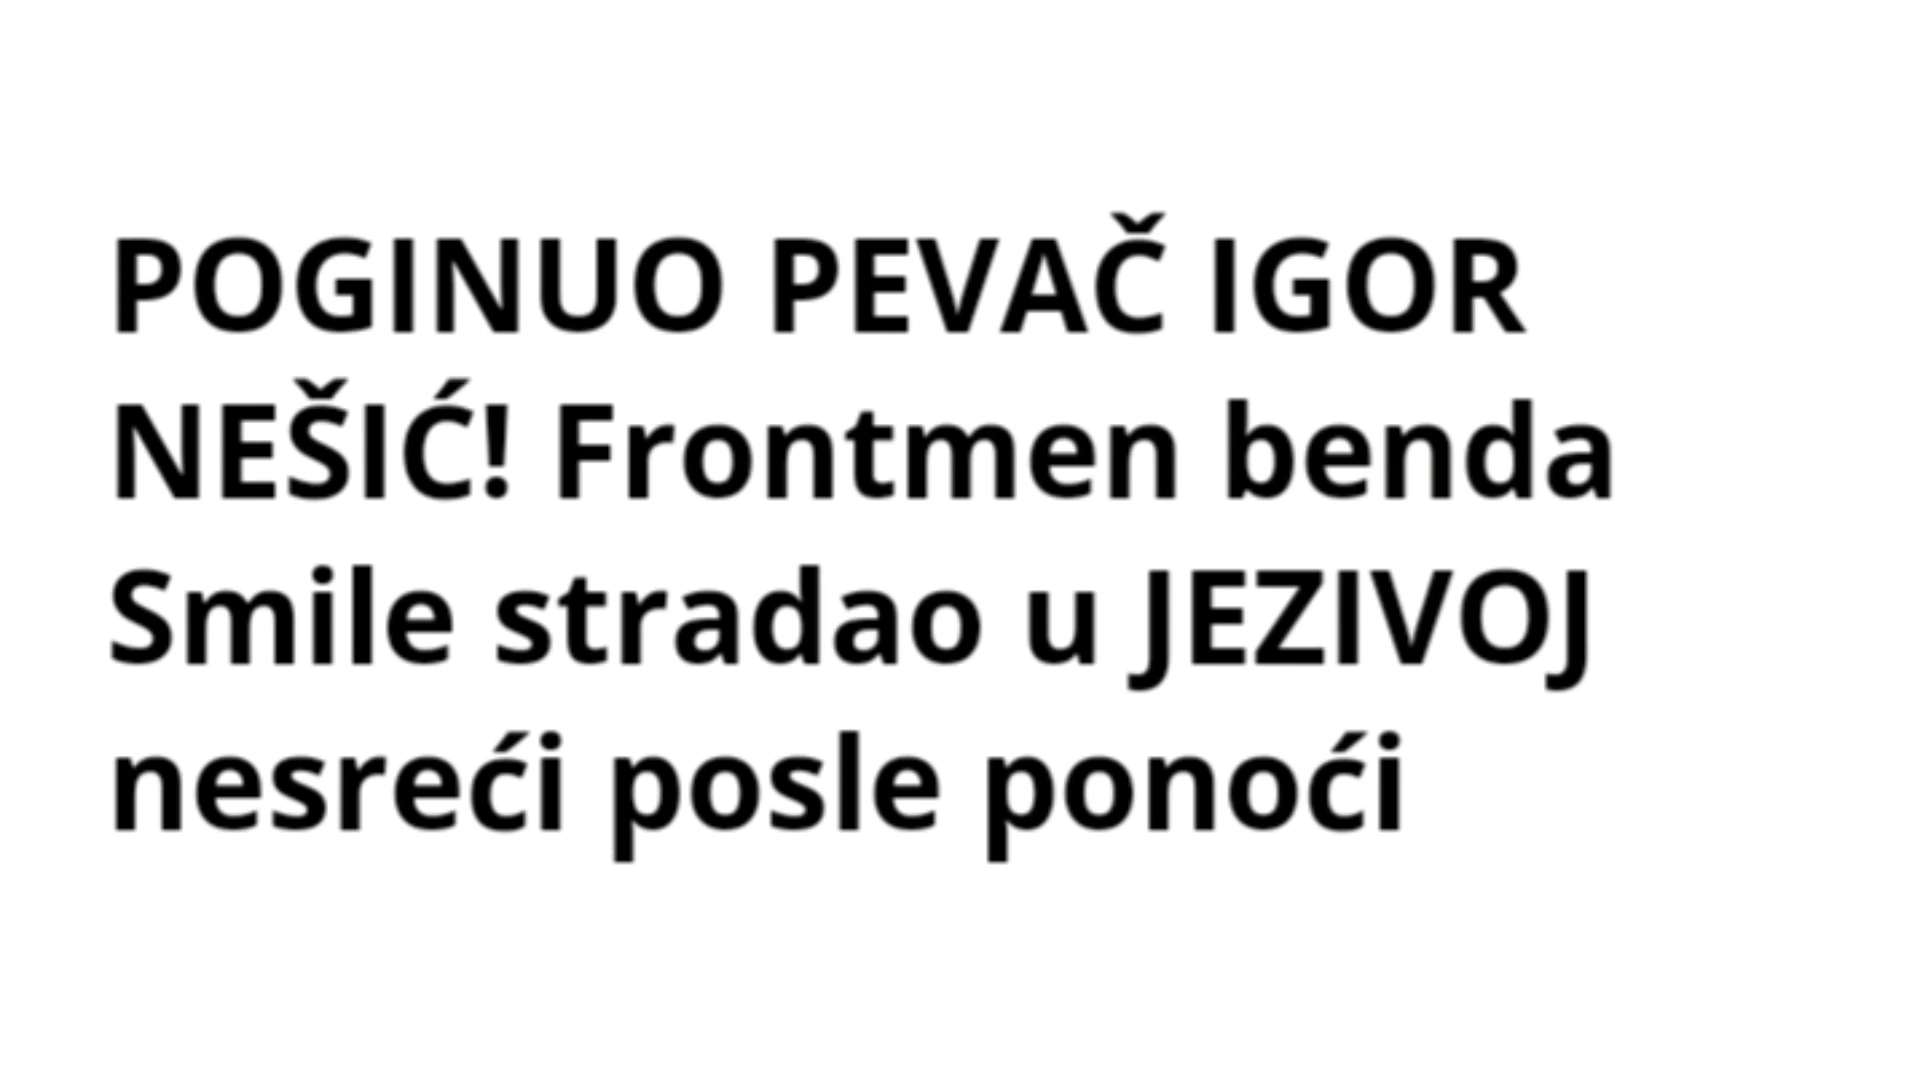 POGINUO PEVAČ IGOR
NEŠIĆ! Frontmen benda
Smile stradao u JEZIVOJ
nesreći posle ponoći